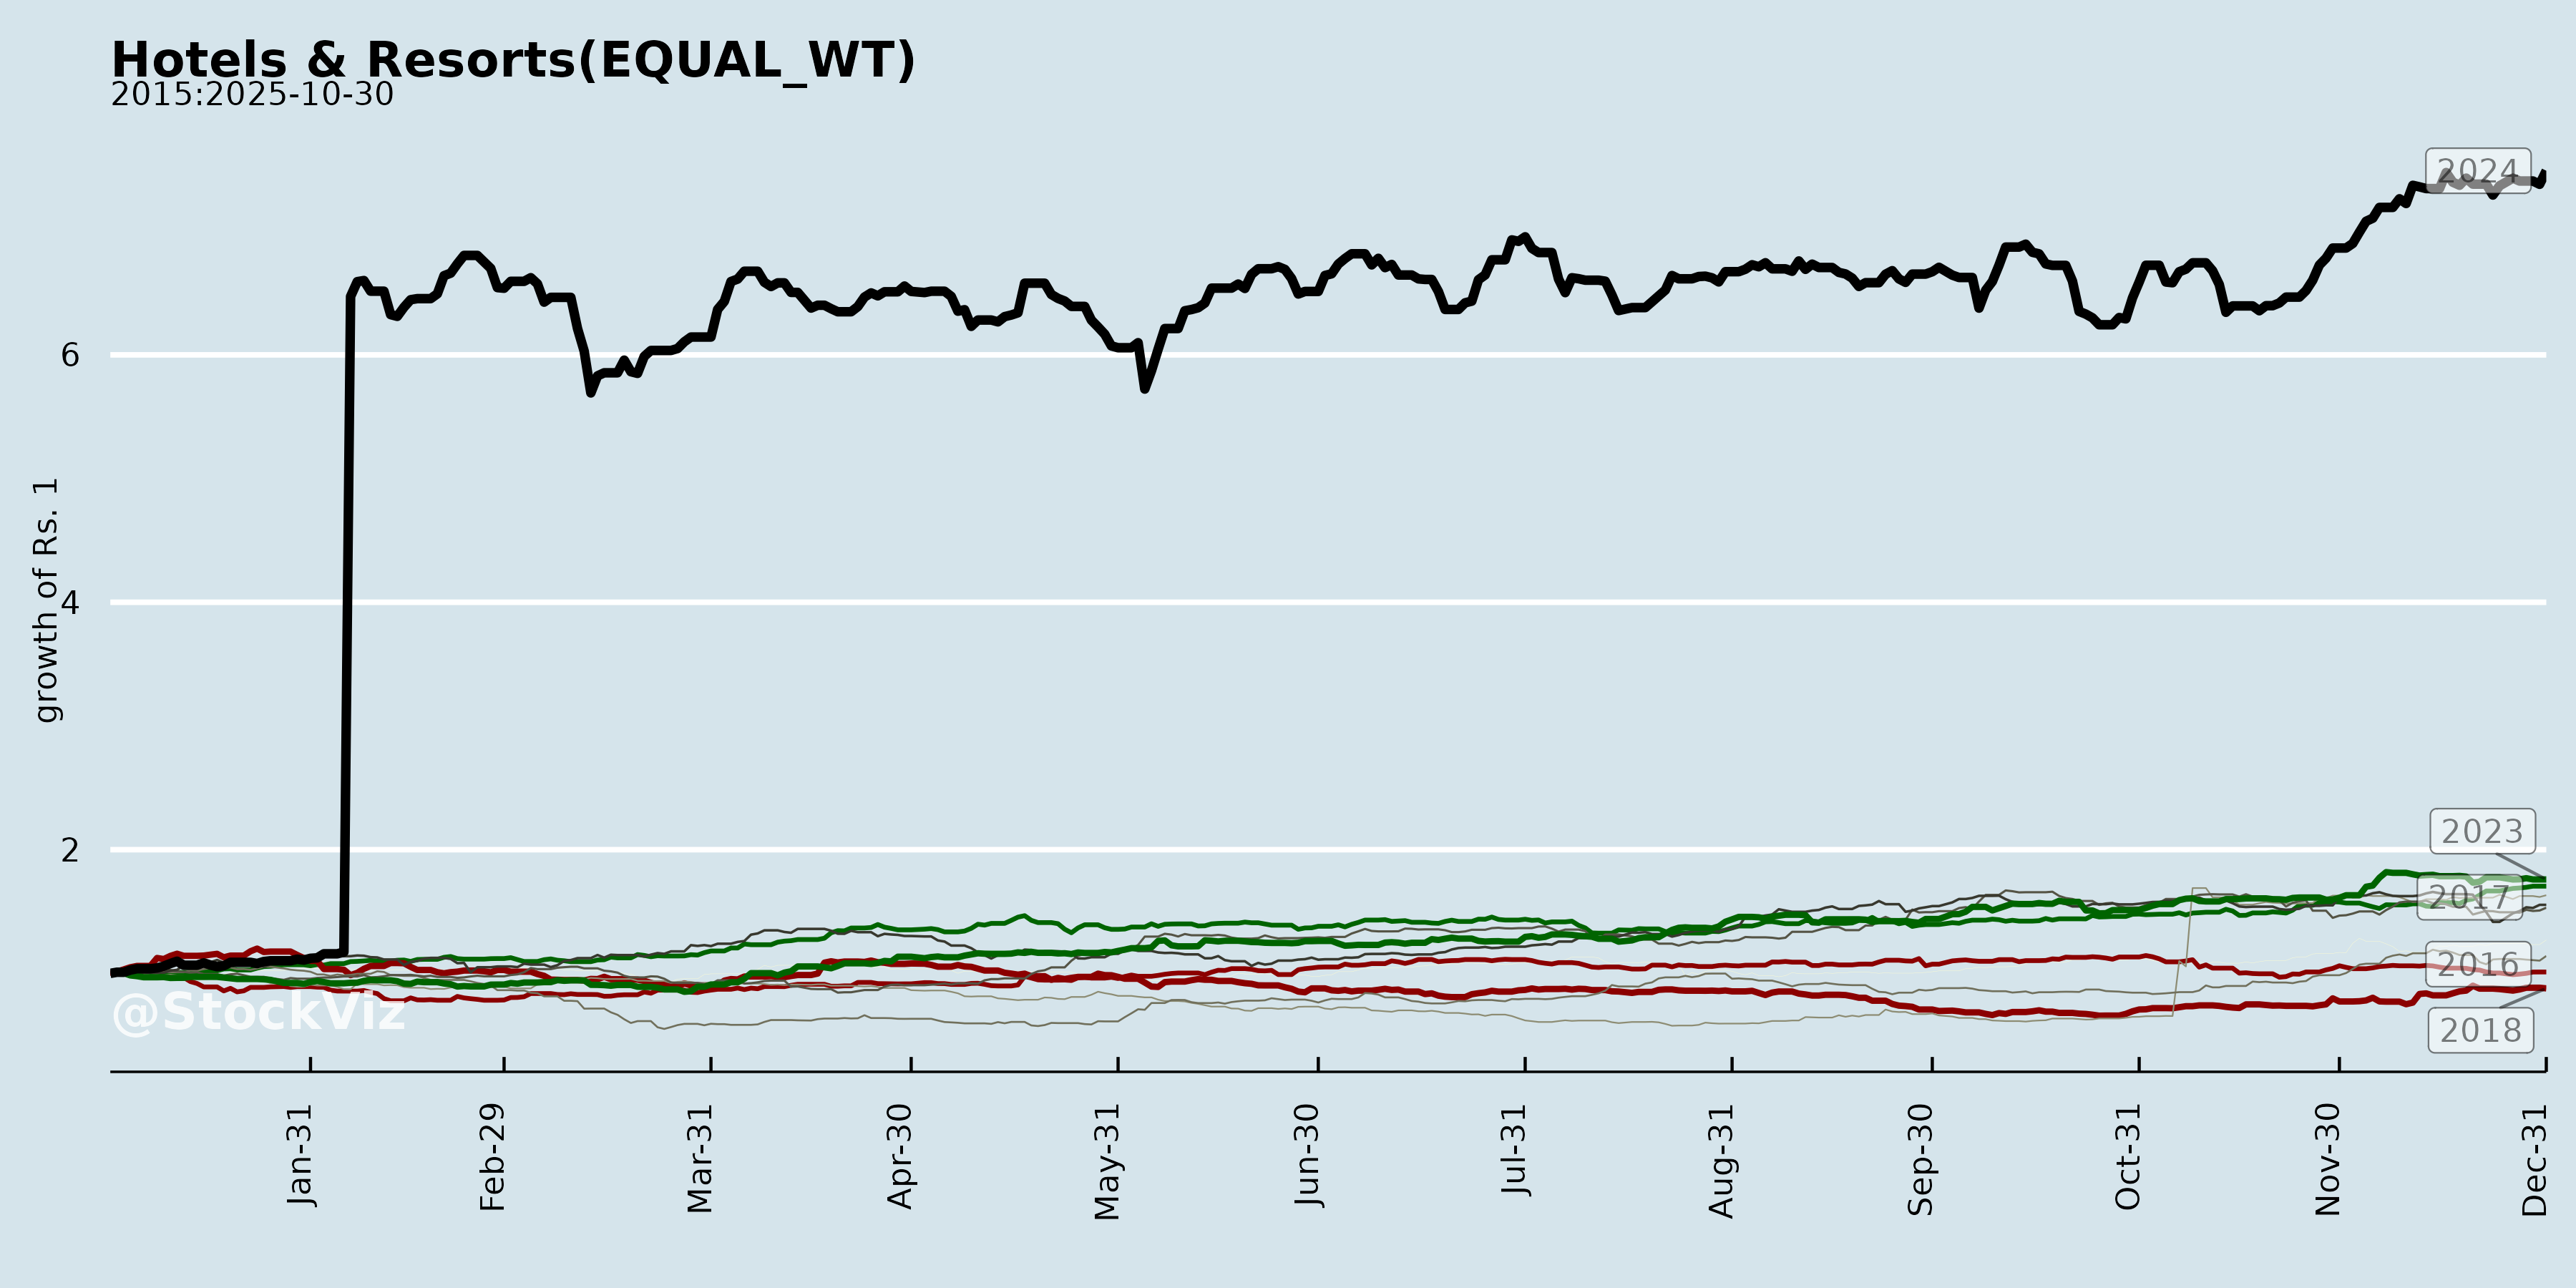 Hotels & Resorts(EQUAL_WT)
2015:2025-10-30
growth of Rs. 1
6
4
2
2024
2023
2017
2016
2018
@StockViz
Jan-31
Feb-29
Mar-31
Apr-30
May-31
Jun-30
Jul-31
Aug-31
Sep-30
Oct-31
Nov-30
Dec-31